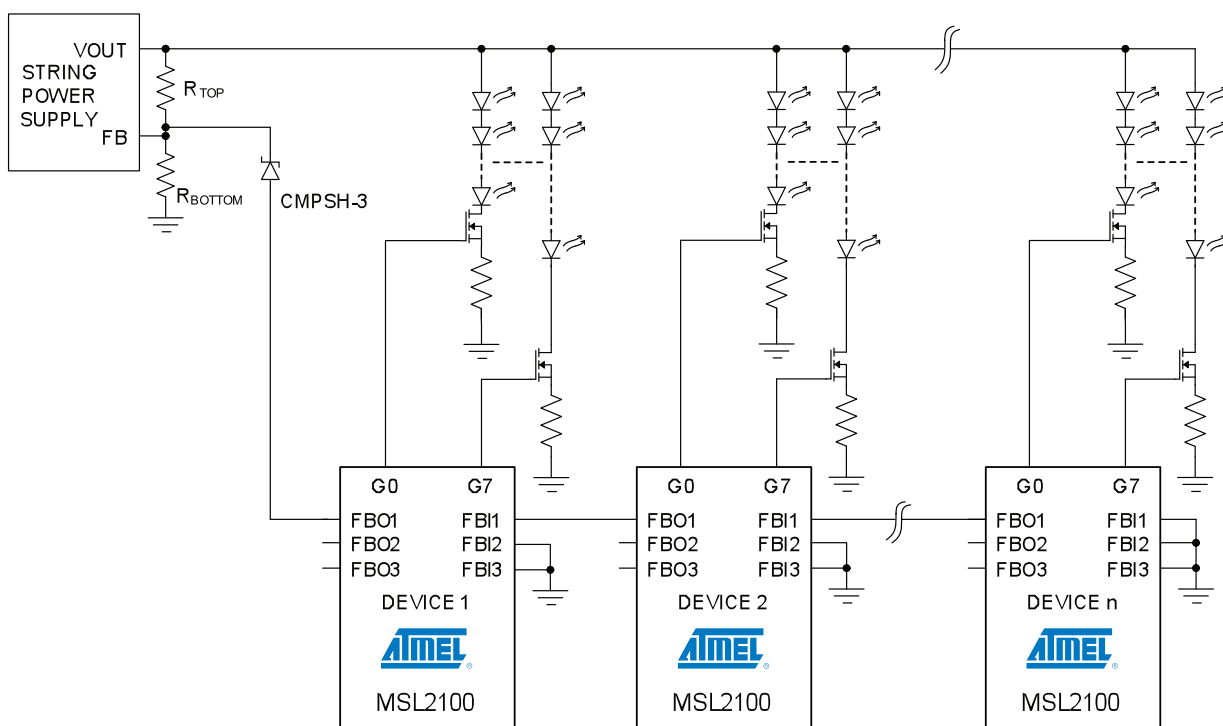 VOUT
STRING
POWER
SUPPLY
FB
RTOP
RBOTTOM
CMPSH-3
G0 G7
FBO1 FBI1
FBO2 FBI2
FBO3 FBI3
DEVICE 1
ATMEL
®
MSL2100
G0 G7
FBO1 FBI1
FBO2 FBI2
FBO3 FBI3
DEVICE 2
ATMEL
®
MSL2100
G0 G7
FBO1 FBI1
FBO2 FBI2
FBO3 FBI3
DEVICE n
ATMEL
®
MSL2100